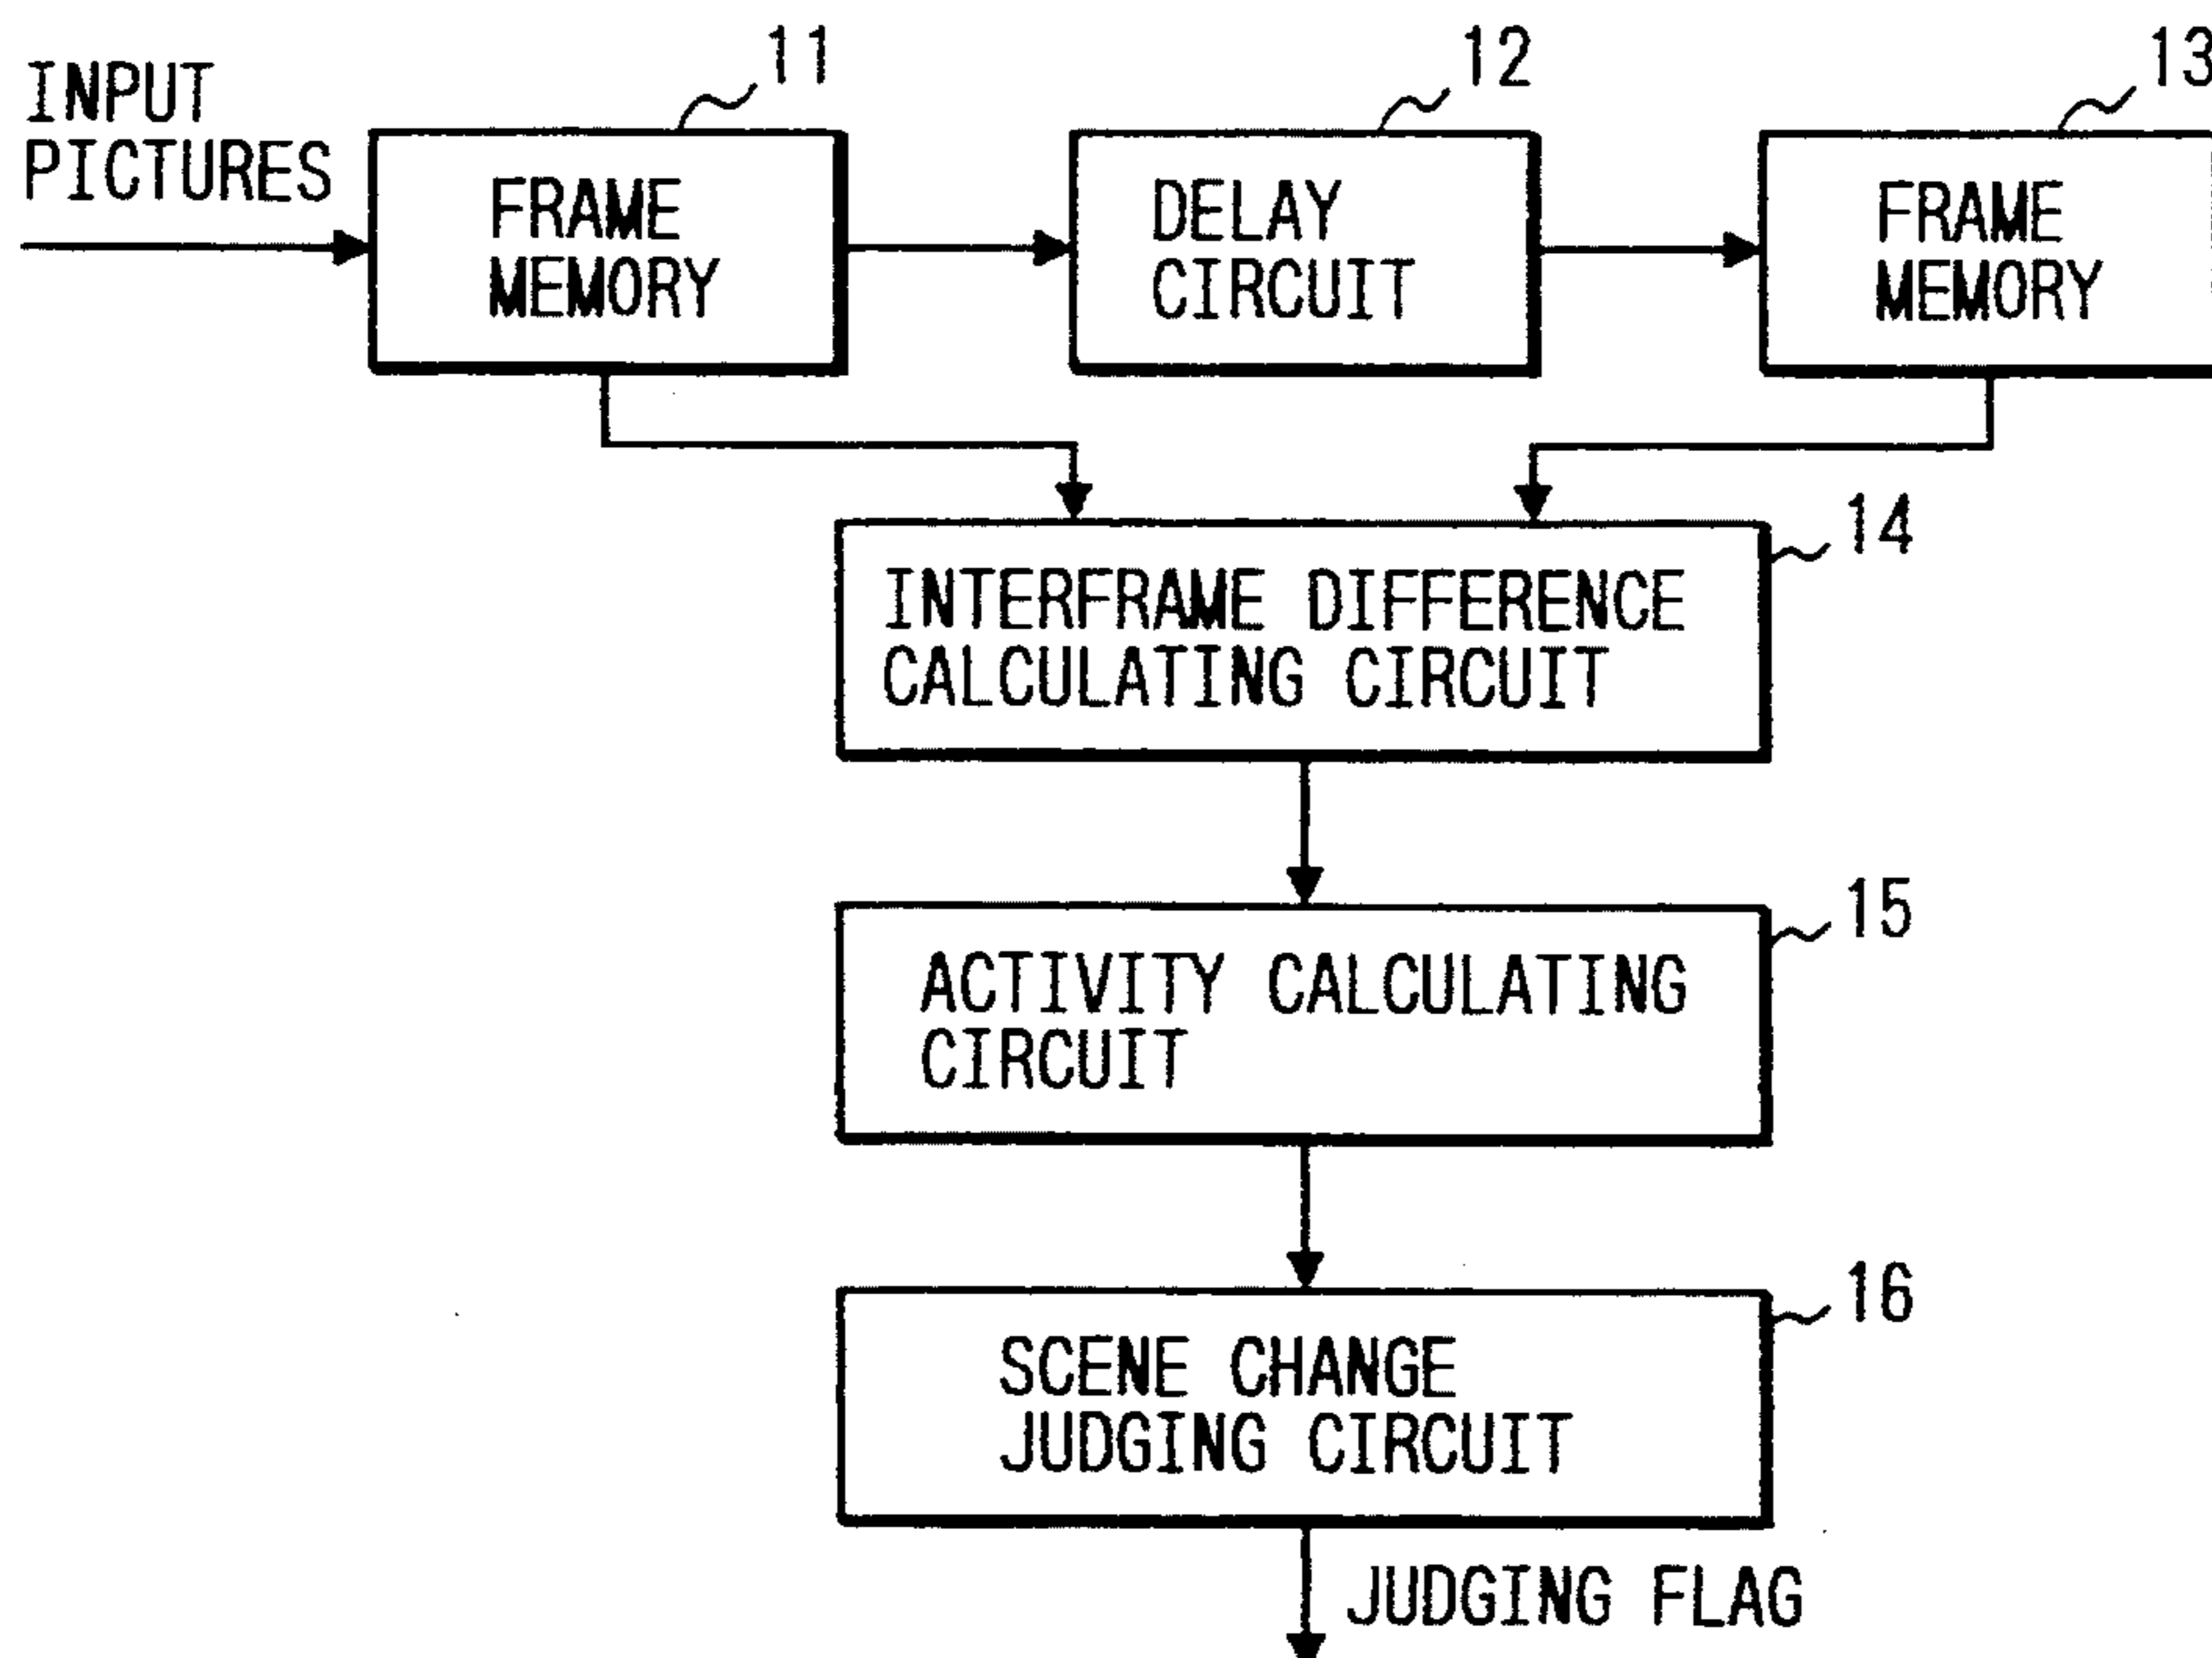 11
12
13
INPUT
PICTURES
FRAME
MEMORY
DELAY
CIRCUIT
FRAME
MEMORY
14
INTERFRAME DIFFERENCE
CALCULATING CIRCUIT
15
ACTIVITY CALCULATING
CIRCUIT
16
SCENE CHANGE
JUDGING CIRCUIT
JUDGING FLAG